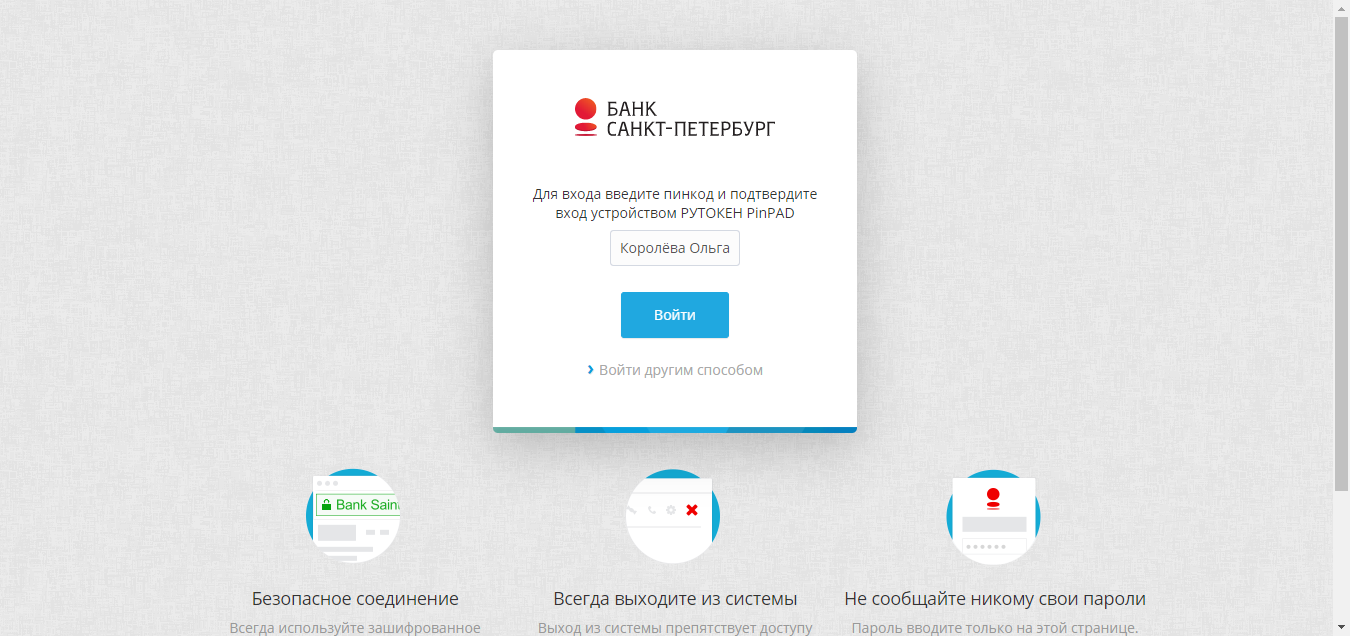 БАНК
САНКТ-ПЕТЕРБУРГ
Для входа введите пинкод и подтвердите
вход устройством РУТОКЕН PinPAD
Королёва Ольга
Войти
Войти другим способом
Bank Sain
Безопасное соединение
Всегда выходите из системы
Не сообщайте никому свои пароли
Всегда используйте зашифрованное
Выход из системы препятствует доступу
Пароль вводите только на этой странице.